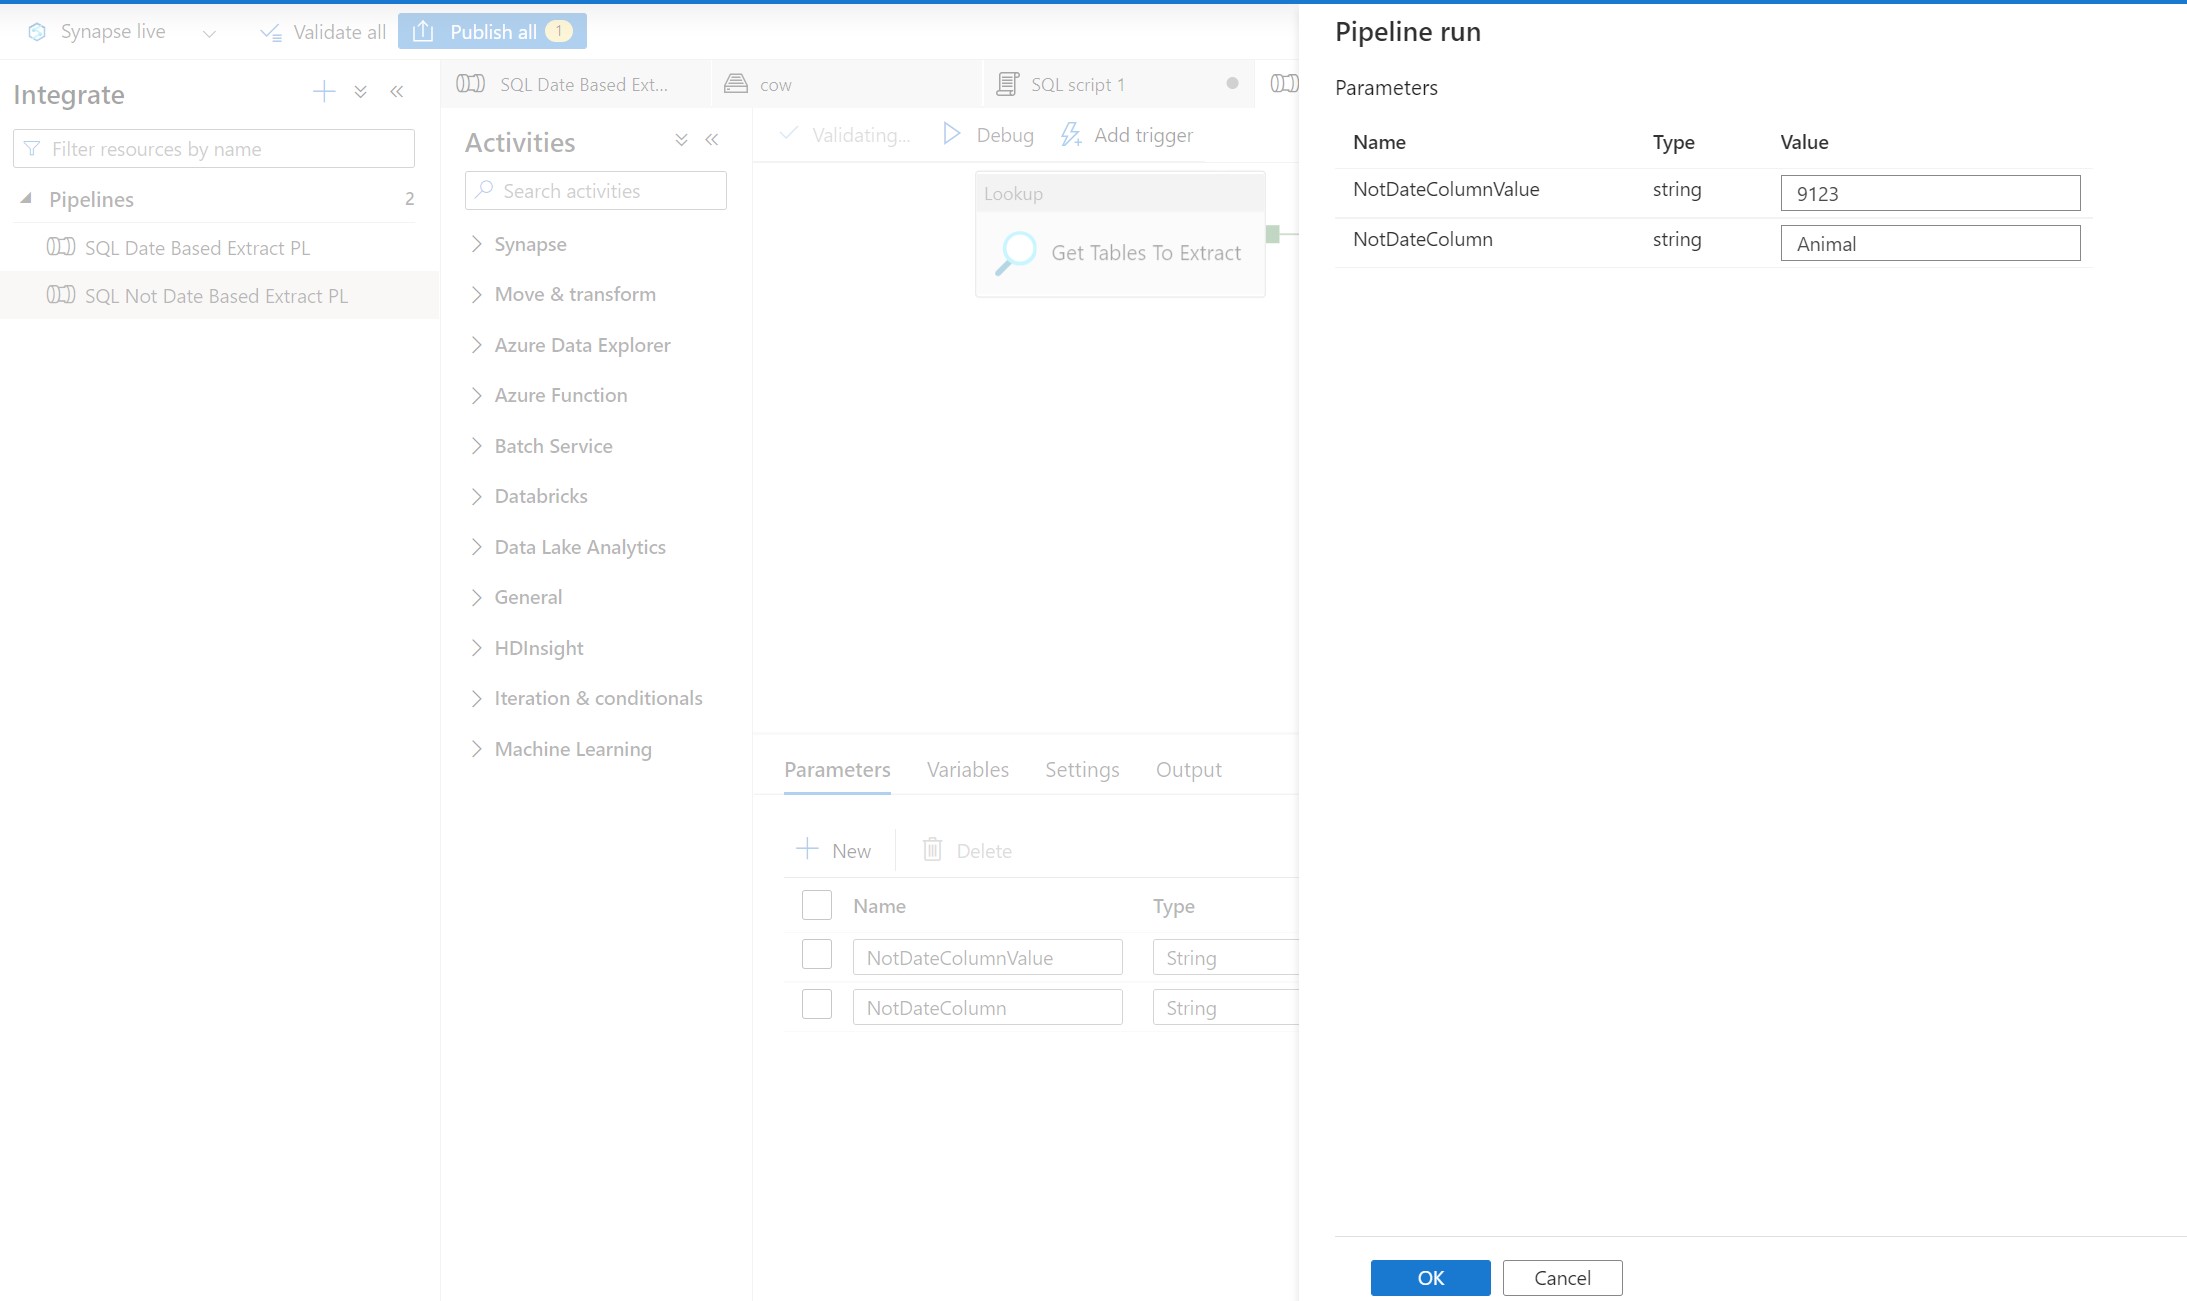 Synapse live
Validate all
Publish all 1
Integrate
Filter resources by name
Pipelines 2
SQL Date Based Extract PL
SQL Not Date Based Extract PL
SQL Date Based Ext...
cow
SQL script 1
Activities
Search activities
Synapse
Move & transform
Azure Data Explorer
Azure Function
Batch Service
Databricks
Data Lake Analytics
General
HDInsight
Iteration & conditionals
Machine Learning
Validating...
Debug
Add trigger
Lookup
Get Tables To Extract
Parameters Variables Settings Output
New Delete
Name Type
NotDateColumnValue String
NotDateColumn String
Pipeline run
Parameters
Name Type Value
NotDateColumnValue string 9123
NotDateColumn string Animal
OK Cancel